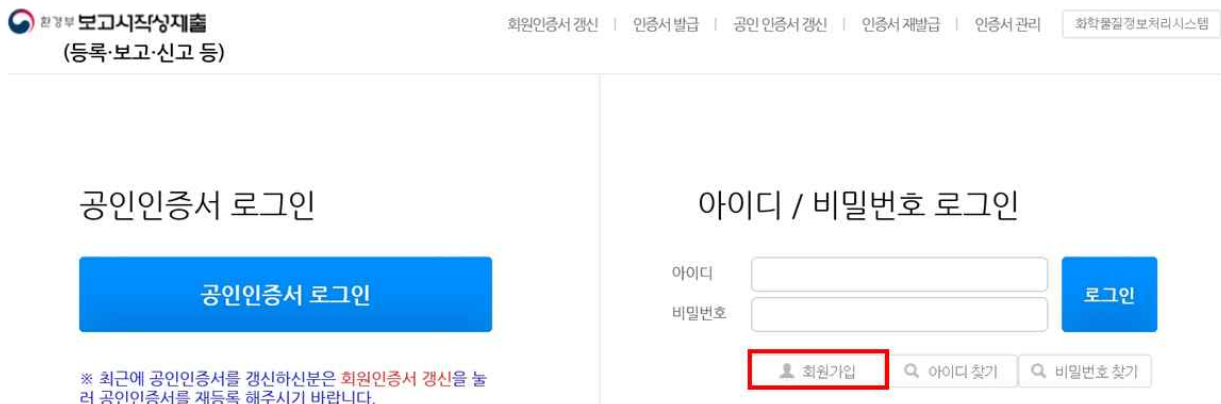 환경부 보고서작성제출
(등록·보고·신고 등)
회원인증서 갱신 | 인증서 발급 | 공인 인증서 갱신 | 인증서 재발급 | 인증서 관리 화학물질정보처리시스템
공인인증서 로그인
공인인증서 로그인
※ 최근에 공인인증서를 갱신하신분은 회원인증서 갱신을 눌
러 공인인증서를 재등록 해주시기 바랍니다.
아이디 / 비밀번호 로그인
아이디
비밀번호
로그인
회원가입 아이디 찾기 비밀번호 찾기